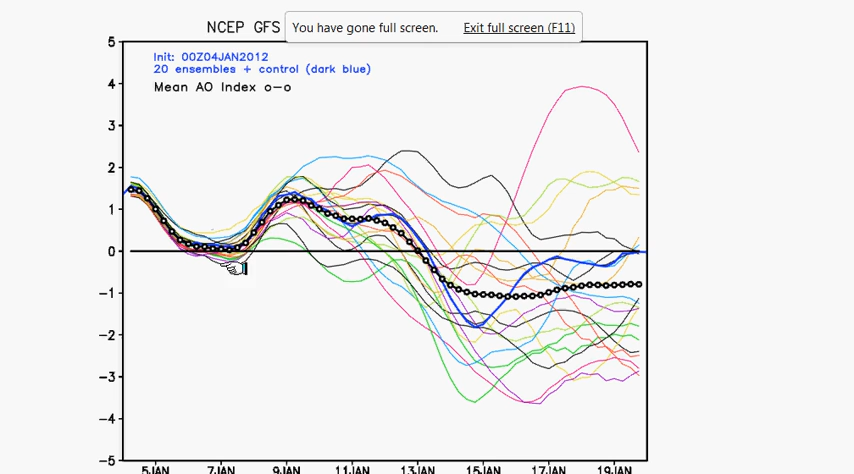 NCEP GFS
You have gone full screen. Exit full screen (F11)
5
Init: 00Z04JAN2012
20 ensembles + control (dark blue)
4
Mean AO Index o—o
3
2
1
0
−1
−2
−3
−4
−5
5JAN 7JAN 9JAN 11JAN 13JAN 15JAN 17JAN 19JAN